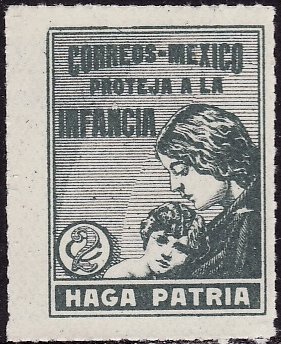 CORREOS-MEXICO
PROTEJA A LA
INFANCIA
2
HAGA PATRIA